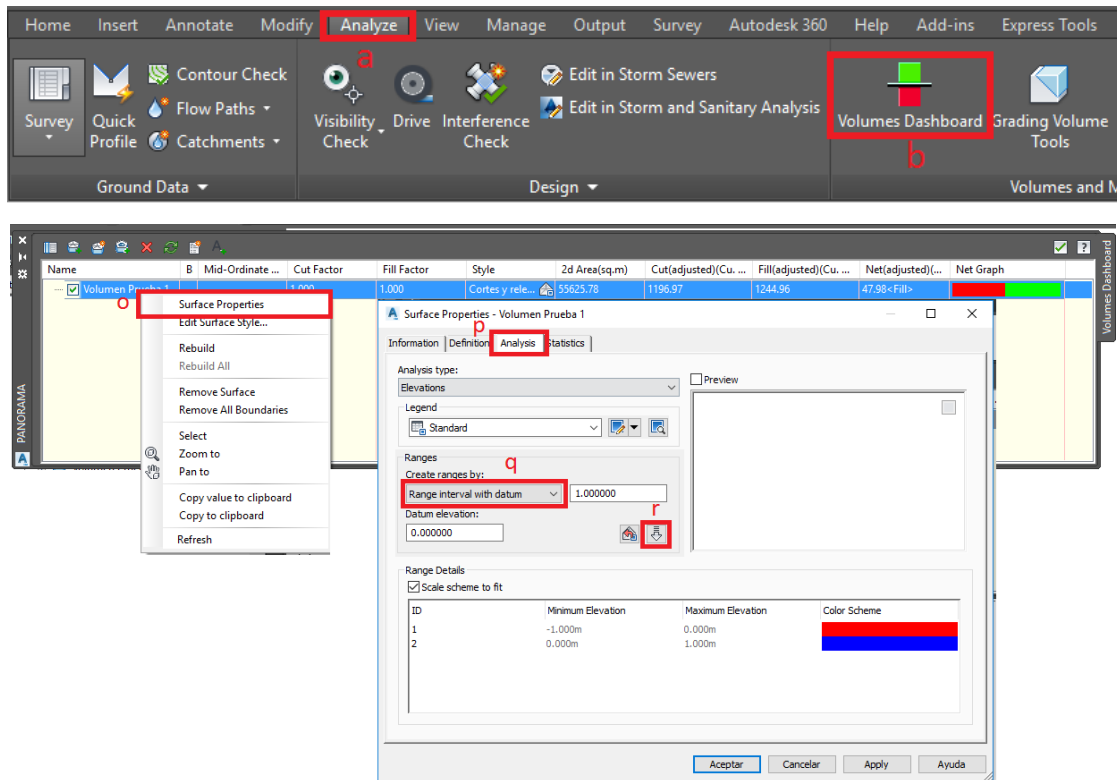 Home Insert Annotate Modify Analyze View Manage Output Survey Autodesk 360 Help Add-ins Express Tools
a
Survey
Quick Profile
Contour Check
Flow Paths
Catchments
Visibility Check
Drive
Interference Check
Edit in Storm Sewers
Edit in Storm and Sanitary Analysis
Volumes Dashboard
b
Grading Volume Tools
Ground Data
Design
Volumes and M
Name B Mid-Ordinate ... Cut Factor Fill Factor Style 2d Area(sq.m) Cut(adjusted)(Cu. ... Fill(adjusted)(Cu. ... Net(adjusted)(... Net Graph
Volumen Prueba 1 1.000 1.000 Cortes y rele... 55625.78 1196.97 1244.96 47.98<Fill>
Volumes Dashboard
PANORAMA
o
Surface Properties
Edit Surface Style...
Rebuild
Rebuild All
Remove Surface
Remove All Boundaries
Select
Zoom to
Pan to
Copy value to clipboard
Copy to clipboard
Refresh
Surface Properties - Volumen Prueba 1
p
Information Definition Analysis Statistics
Analysis type:
Elevations
Preview
Legend
Standard
Ranges
q
Create ranges by:
Range interval with datum 1.000000
Datum elevation:
r
0.000000
Range Details
Scale scheme to fit
ID Minimum Elevation Maximum Elevation Color Scheme
1 -1.000m 0.000m
2 0.000m 1.000m
Aceptar Cancelar Apply Ayuda